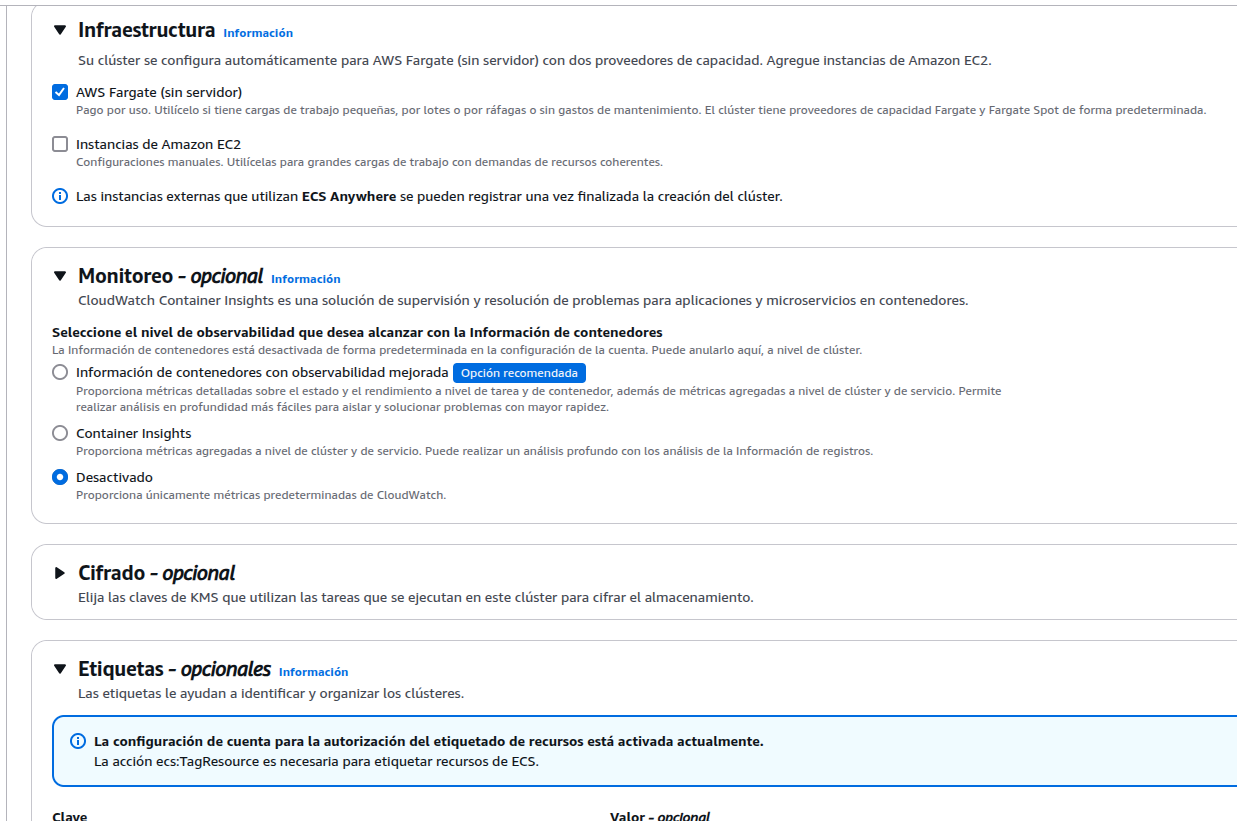 Infraestructura Información
Su clúster se configura automáticamente para AWS Fargate (sin servidor) con dos proveedores de capacidad. Agregue instancias de Amazon EC2.
AWS Fargate (sin servidor)
Pago por uso. Utilícelo si tiene cargas de trabajo pequeñas, por lotes o por ráfagas o sin gastos de mantenimiento. El clúster tiene proveedores de capacidad Fargate y Fargate Spot de forma predeterminada.
Instancias de Amazon EC2
Configuraciones manuales. Utilícelas para grandes cargas de trabajo con demandas de recursos coherentes.
Las instancias externas que utilizan ECS Anywhere se pueden registrar una vez finalizada la creación del clúster.
Monitoreo – opcional Información
CloudWatch Container Insights es una solución de supervisión y resolución de problemas para aplicaciones y microservicios en contenedores.
Seleccione el nivel de observabilidad que desea alcanzar con la Información de contenedores
La Información de contenedores está desactivada de forma predeterminada en la configuración de la cuenta. Puede anularlo aquí, a nivel de clúster.
Información de contenedores con observabilidad mejorada Opción recomendada
Proporciona métricas detalladas sobre el estado y el rendimiento a nivel de tarea y de contenedor, además de métricas agregadas a nivel de clúster y de servicio. Permite
realizar análisis en profundidad más fáciles para aislar y solucionar problemas con mayor rapidez.
Container Insights
Proporciona métricas agregadas a nivel de clúster y de servicio. Puede realizar un análisis profundo con los análisis de la Información de registros.
Desactivado
Proporciona únicamente métricas predeterminadas de CloudWatch.
Cifrado – opcional
Elija las claves de KMS que utilizan las tareas que se ejecutan en este clúster para cifrar el almacenamiento.
Etiquetas – opcionales Información
Las etiquetas le ayudan a identificar y organizar los clústeres.
La configuración de cuenta para la autorización del etiquetado de recursos está activada actualmente.
La acción ecs:TagResource es necesaria para etiquetar recursos de ECS.
Clave Valor – opcional